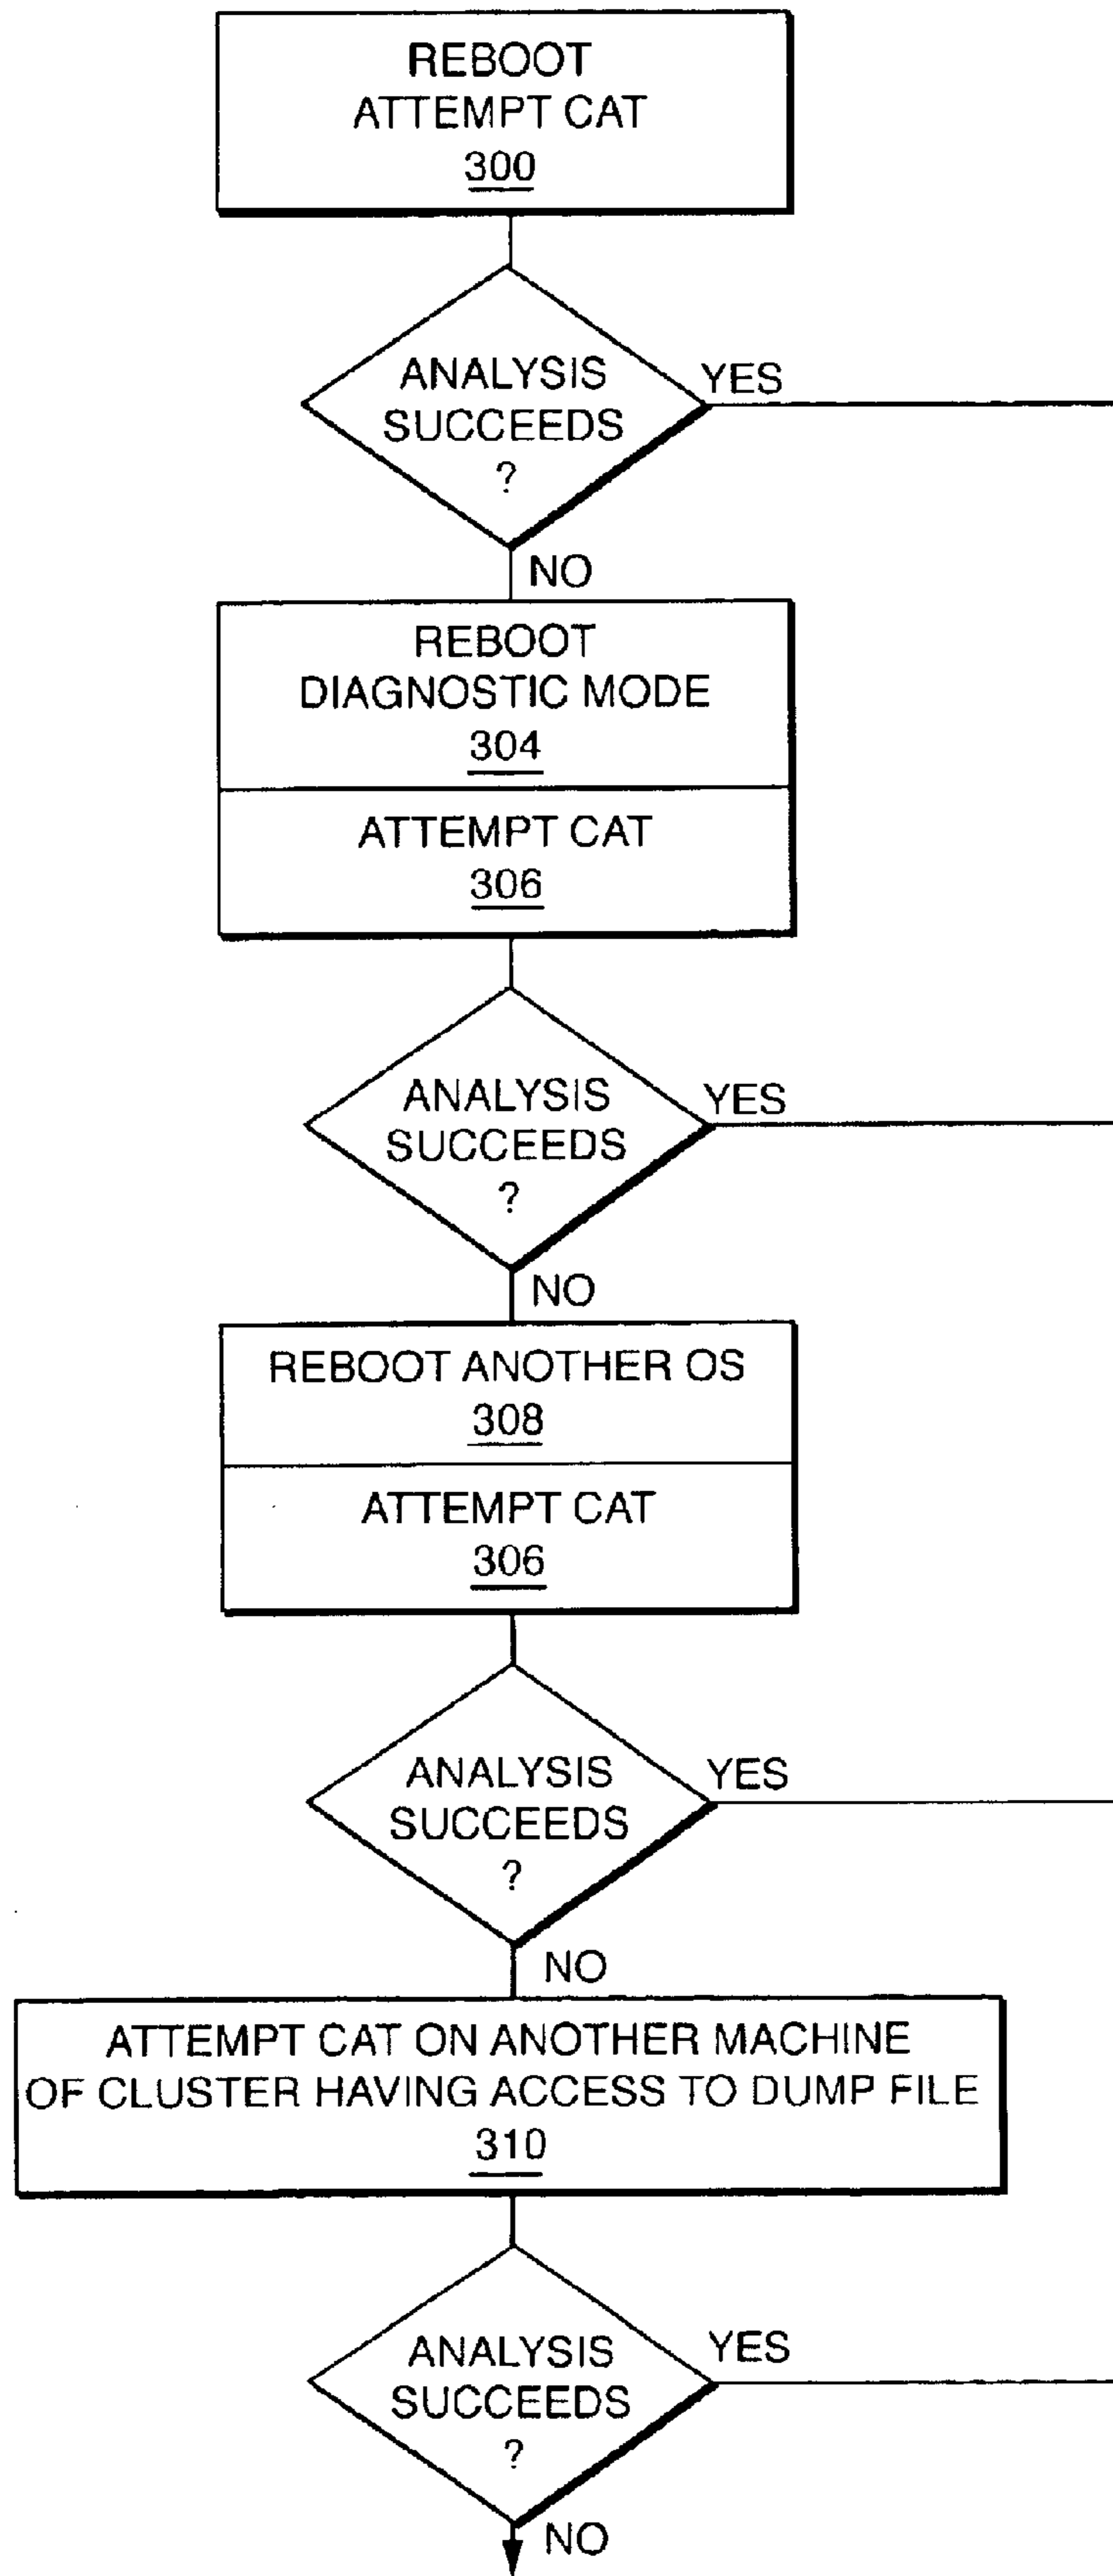 REBOOT
ATTEMPT CAT
300
ANALYSIS
SUCCEEDS
?
YES
NO
REBOOT
DIAGNOSTIC MODE
304
ATTEMPT CAT
306
ANALYSIS
SUCCEEDS
?
YES
NO
REBOOT ANOTHER OS
308
ATTEMPT CAT
306
ANALYSIS
SUCCEEDS
?
YES
NO
ATTEMPT CAT ON ANOTHER MACHINE
OF CLUSTER HAVING ACCESS TO DUMP FILE
310
ANALYSIS
SUCCEEDS
?
YES
NO